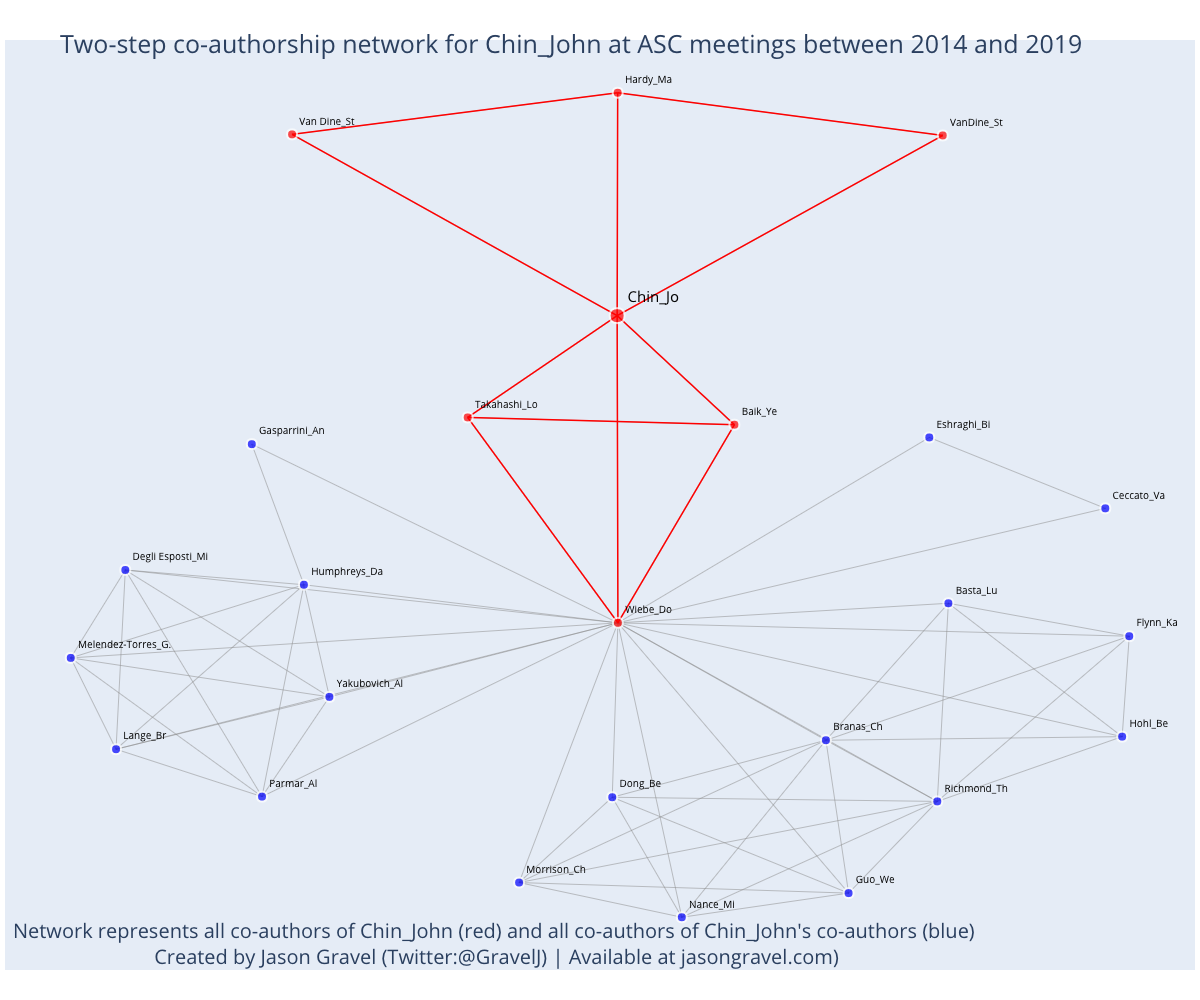 Two-step co-authorship network for Chin_John at ASC meetings between 2014 and 2019
Hardy_Ma
Van Dine_St
VanDine_St
Chin_Jo
Takahashi_Lo
Baik_Ye
Gasparrini_An
Eshraghi_Bi
Ceccato_Va
Degli Esposti_Mi
Humphreys_Da
Basta_Lu
Wiebe_Do
Flynn_Ka
Melendez-Torres_G.
Yakubovich_Al
Hohl_Be
Branas_Ch
Lange_Br
Parmar_Al
Dong_Be
Richmond_Th
Morrison_Ch
Guo_We
Nance_Mi
Network represents all co-authors of Chin_John (red) and all co-authors of Chin_John's co-authors (blue)
Created by Jason Gravel (Twitter:@GravelJ) | Available at jasongravel.com)